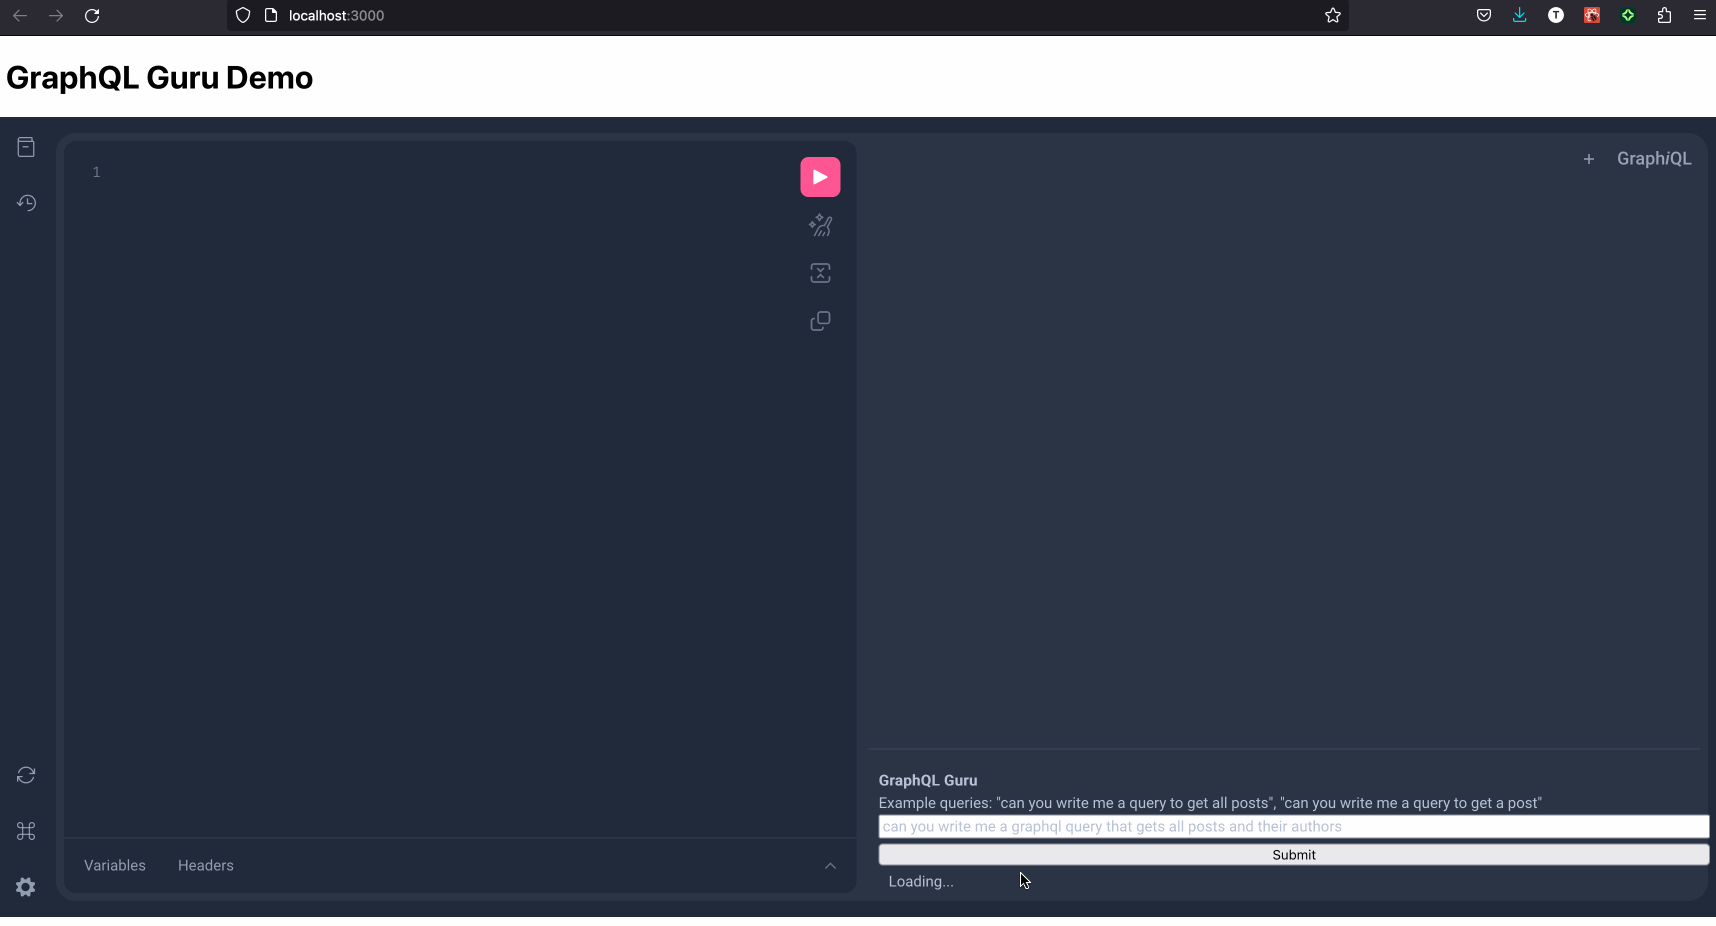 localhost:3000
T
GraphQL Guru Demo
1
+ GraphiQL
GraphQL Guru
Example queries: "can you write me a query to get all posts", "can you write me a query to get a post"
can you write me a graphql query that gets all posts and their authors
Submit
Loading...
Variables Headers